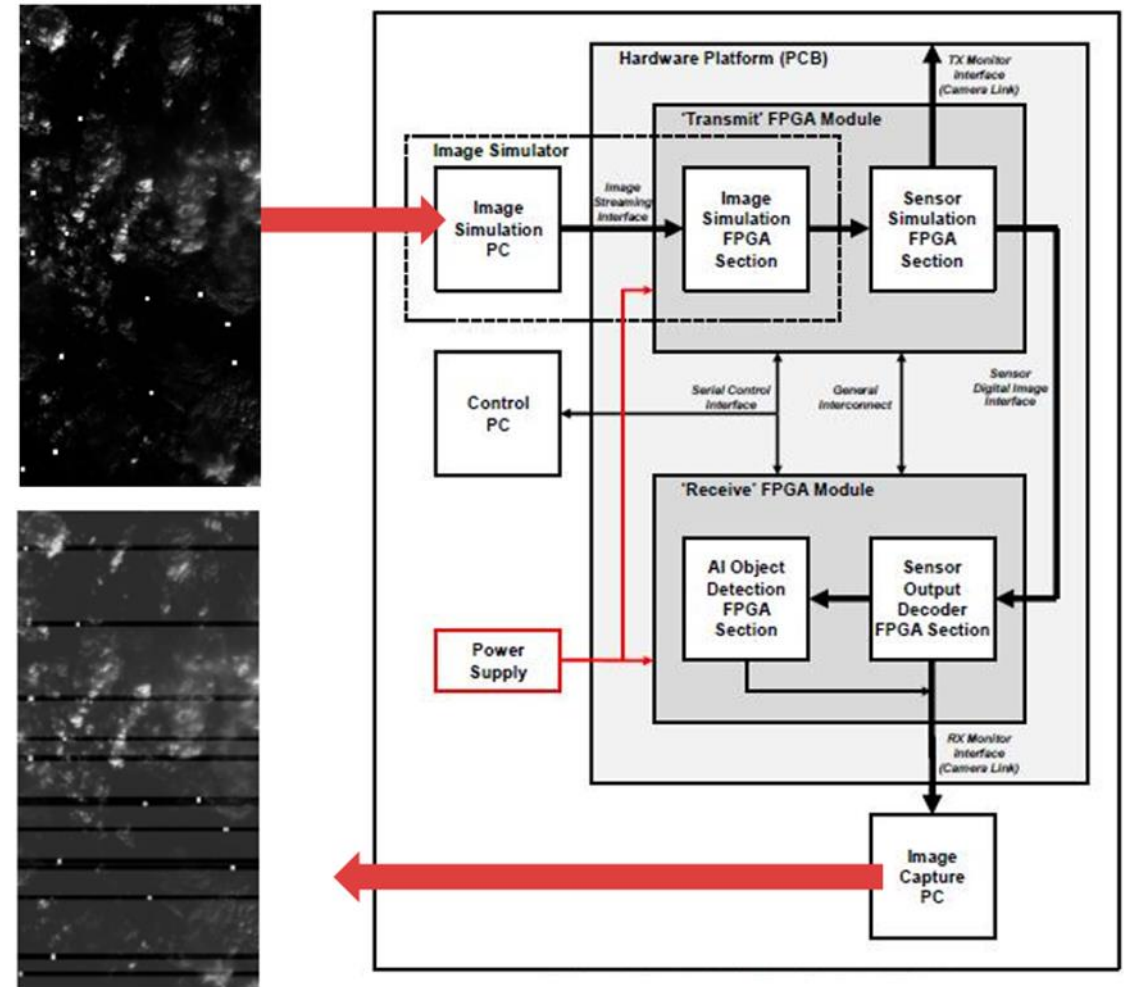 Hardware Platform (PCB)
TX Monitor
Interface
(Camera Link)
'Transmit' FPGA Module
Image Simulator
Image
Simulation
PC
Image
Streaming
Interface
Image
Simulation
FPGA
Section
Sensor
Simulation
FPGA
Section
Control
PC
Serial Control
Interface
General
Interconnect
Sensor
Digital Image
Interface
'Receive' FPGA Module
AI Object
Detection
FPGA
Section
Sensor
Output
Decoder
FPGA Section
Power
Supply
RX Monitor
Interface
(Camera Link)
Image
Capture
PC